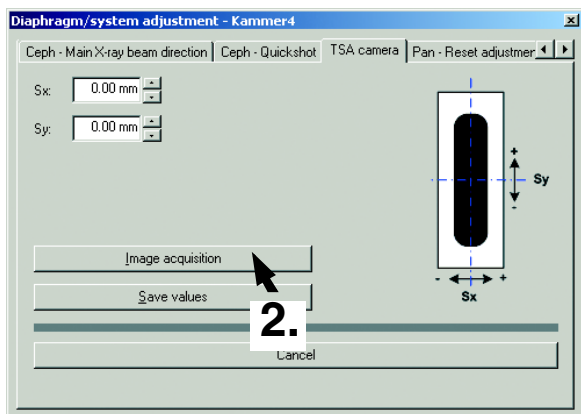 Diaphragm/system adjustment - Kammer4
Ceph - Main X-ray beam direction Ceph - Quickshot TSA camera Pan - Reset adjustmer
Sx: 0.00 mm
Sy: 0.00 mm
+
Sy
-
- +
Sx
Image acquisition
Save values
2.
Cancel